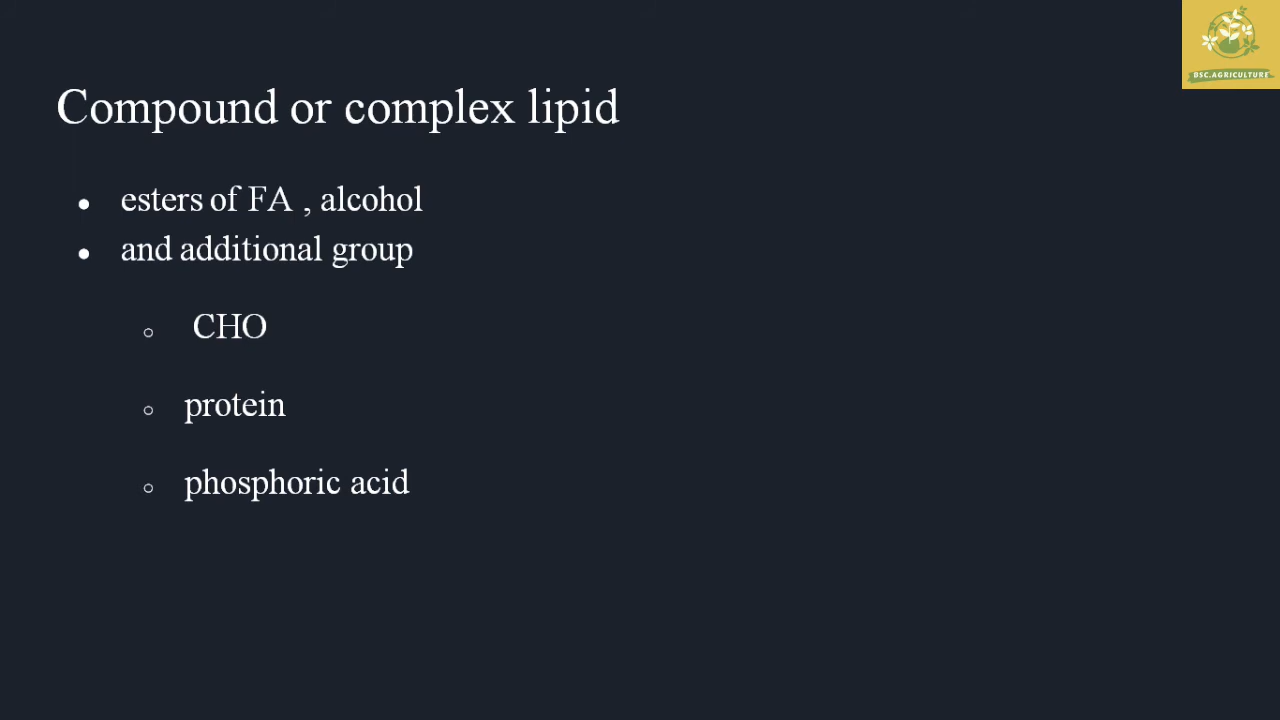 BSC.AGRICULTURE
Compound or complex lipid
• esters of FA , alcohol
• and additional group
○ CHO
○ protein
○ phosphoric acid